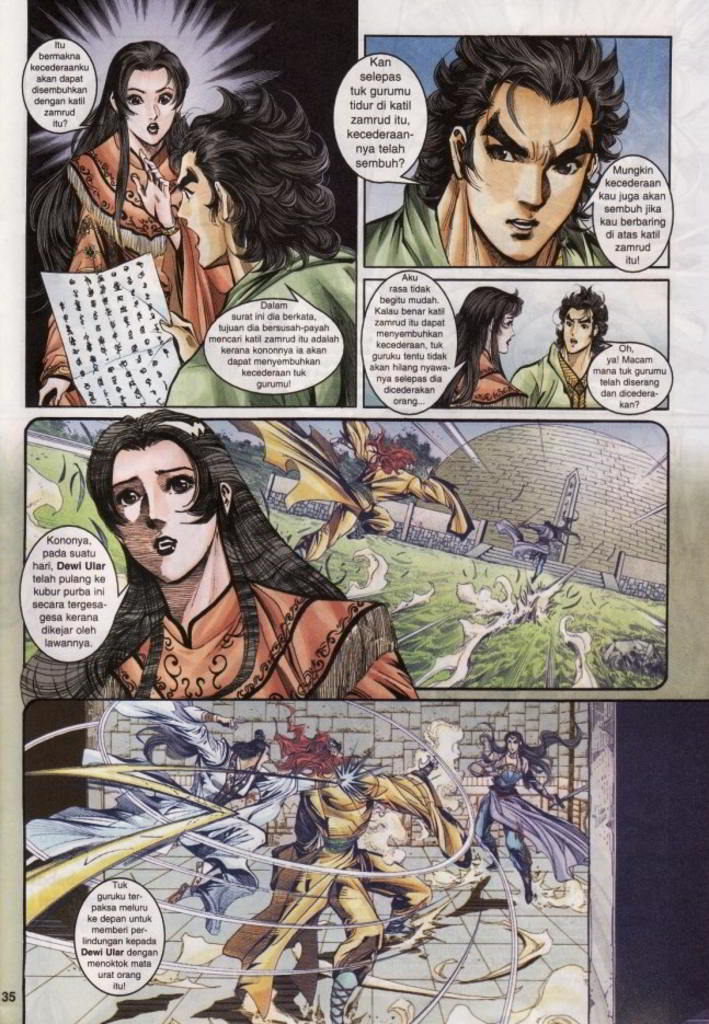 Itu
bermakna
kecederaanku
akan dapat
disembuhkan
dengan katil
zamrud
itu?
Dalam
surat ini dia berkata,
tujuan dia bersusah-payah
mencari katil zamrud itu adalah
kerana kononnya ia akan
dapat menyembuhkan
kecederaan tuk
gurumu!
Kan
selepas
tuk gurumu
tidur di katil
zamrud itu,
kecederaan-
nya telah
sembuh?
Mungkin
kecederaan
kau juga akan
sembuh jika
kau berbaring
di atas katil
zamrud
itu!
Aku
rasa tidak
begitu mudah.
Kalau benar katil
zamrud itu dapat
menyembuhkan
kecederaan, tuk
guruku tentu tidak
akan hilang nyawa-
nya selepas dia
dicederakan
orang...
Oh,
ya! Macam
mana tuk gurumu
telah diserang
dan dicedera-
kan?
Kononya,
pada suatu
hari, Dewi Ular
telah pulang ke
kubur purba ini
secara tergesa-
gesa kerana
dikejar oleh
lawannya.
Tuk
guruku ter-
paksa meluru
ke depan untuk
memberi per-
lindungan kepada
Dewi Ular dengan
menoktok mata
urat orang
itu!
35